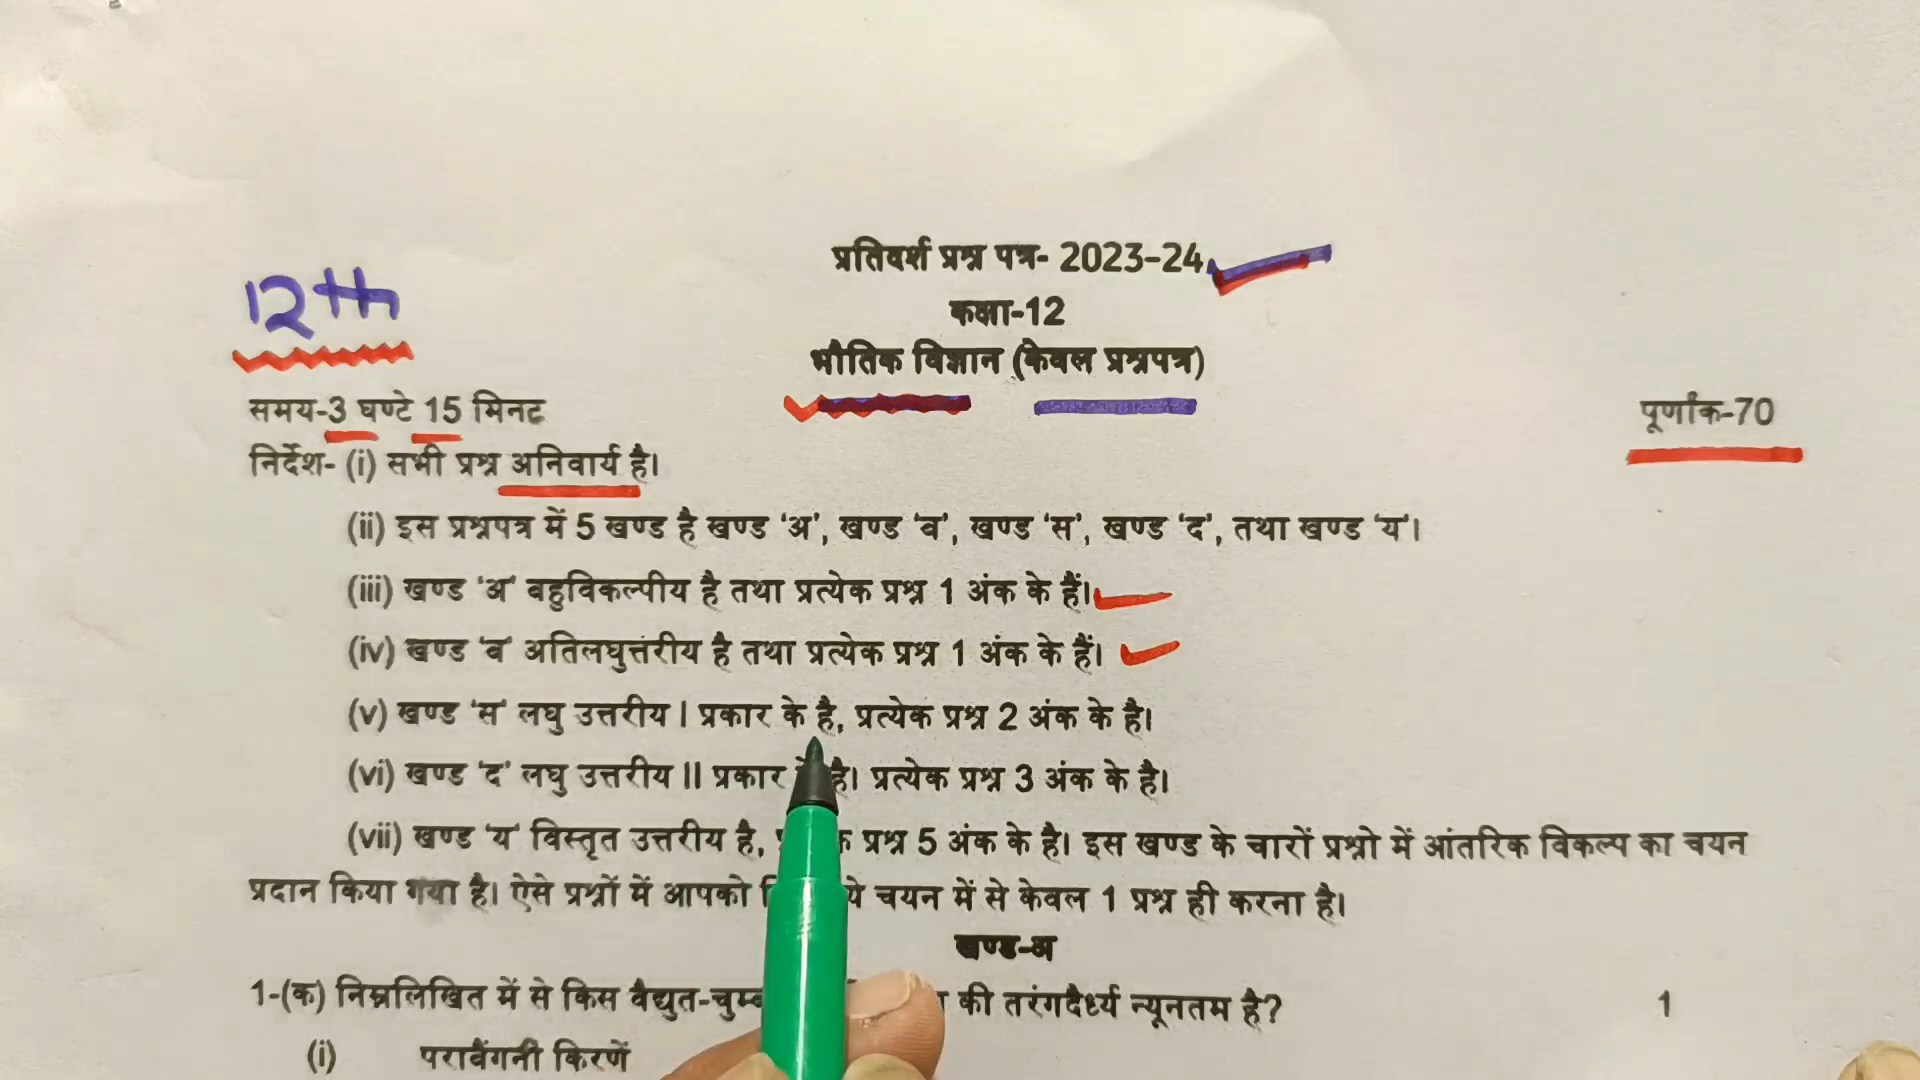 प्रतिदर्श प्रश्न पत्र- 2023-24
12th
कक्षा-12
भौतिक विज्ञान (केवल प्रश्नपत्र)
समय-3 घण्टे 15 मिनट
पूर्णांक-70
निर्देश- (i) सभी प्रश्न अनिवार्य है।
(ii) इस प्रश्नपत्र में 5 खण्ड है खण्ड ‘अ’, खण्ड ‘ब’, खण्ड ‘स’, खण्ड ‘द’, तथा खण्ड ‘य’।
(iii) खण्ड ‘अ’ बहुविकल्पीय है तथा प्रत्येक प्रश्न 1 अंक के हैं।
(iv) खण्ड ‘ब’ अतिलघुत्तरीय है तथा प्रत्येक प्रश्न 1 अंक के हैं।
(v) खण्ड ‘स’ लघु उत्तरीय I प्रकार के है, प्रत्येक प्रश्न 2 अंक के है।
(vi) खण्ड ‘द’ लघु उत्तरीय II प्रकार है। प्रत्येक प्रश्न 3 अंक के है।
(vii) खण्ड ‘य’ विस्तृत उत्तरीय है, प्रश्न 5 अंक के है। इस खण्ड के चारों प्रश्नो में आंतरिक विकल्प का चयन
प्रदान किया गया है। ऐसे प्रश्नों में आपको चयन में से केवल 1 प्रश्न ही करना है।
खण्ड-अ
1-(क) निम्नलिखित में से किस की तरंगदैर्ध्य न्यूनतम है?
1
(i) परावैंगनी किरणें